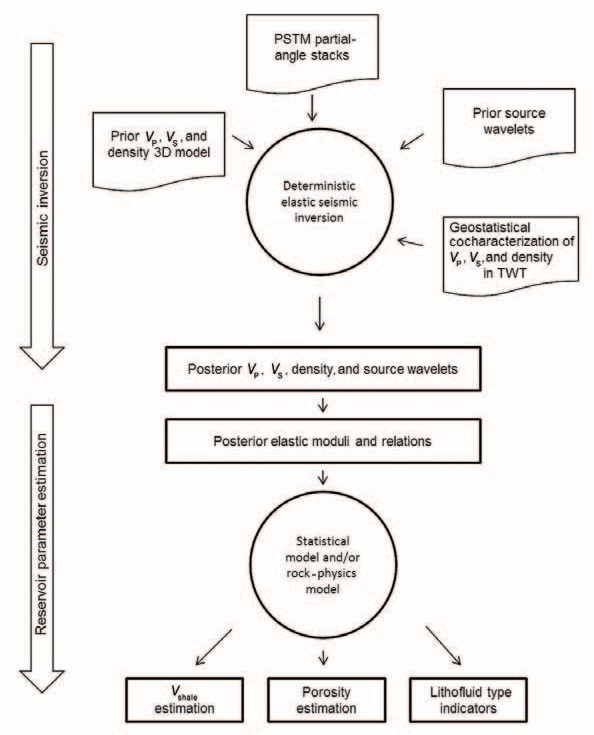 PSTM partial-
angle stacks
Prior source
wavelets
Prior VP, VS, and
density 3D model
Deterministic
elastic seismic
inversion
Geostatistical
cocharacterization of
VP, VS, and density
in TWT
Seismic inversion
Posterior VP, VS, density, and source wavelets
Posterior elastic moduli and relations
Reservoir parameter estimation
Statistical
model and/or
rock-physics
model
Vshale
estimation
Porosity
estimation
Lithofluid type
indicators